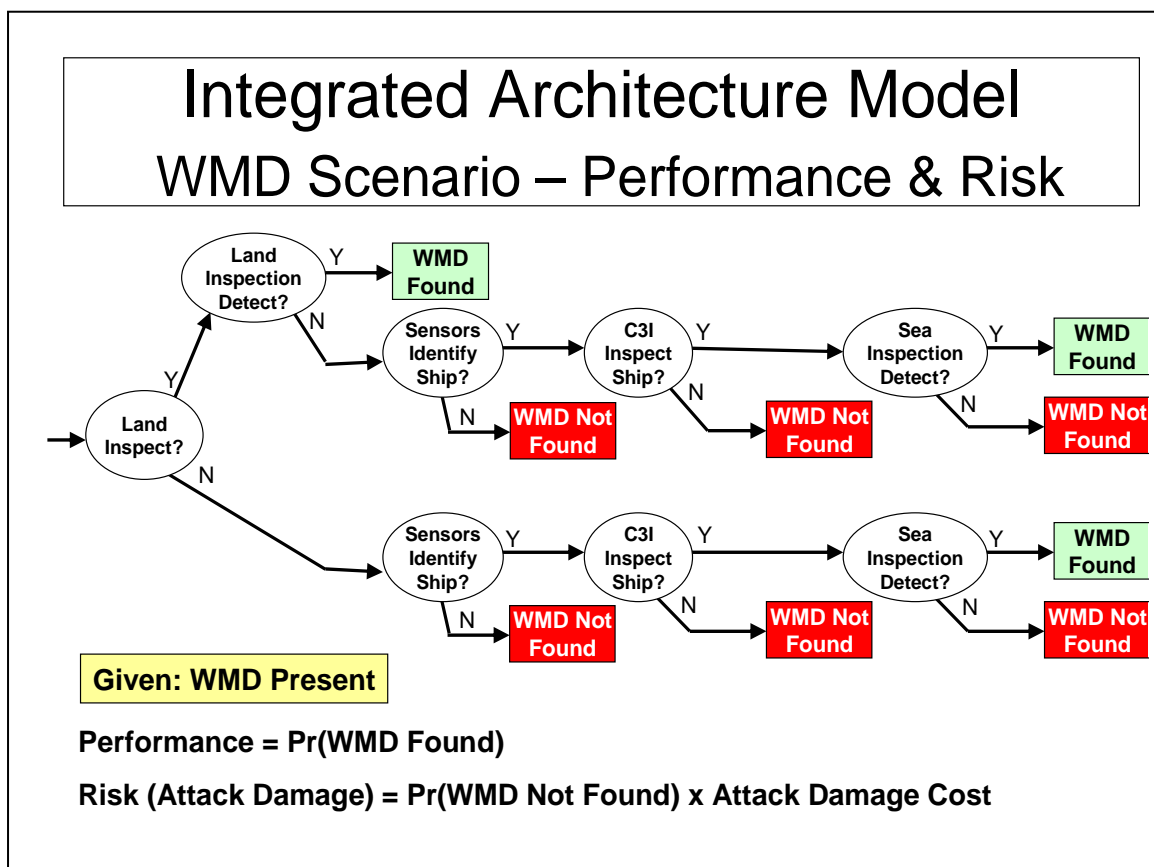 Integrated Architecture Model
WMD Scenario – Performance & Risk
Land
Inspection
Detect?
Y
WMD
Found
N
Sensors
Identify
Ship?
Y
C3I
Inspect
Ship?
Y
Sea
Inspection
Detect?
Y
WMD
Found
N
WMD Not
Found
N
WMD Not
Found
N
WMD Not
Found
Y
Land
Inspect?
N
Sensors
Identify
Ship?
Y
C3I
Inspect
Ship?
Y
Sea
Inspection
Detect?
Y
WMD
Found
N
WMD Not
Found
N
WMD Not
Found
N
WMD Not
Found
Given: WMD Present
Performance = Pr(WMD Found)
Risk (Attack Damage) = Pr(WMD Not Found) x Attack Damage Cost